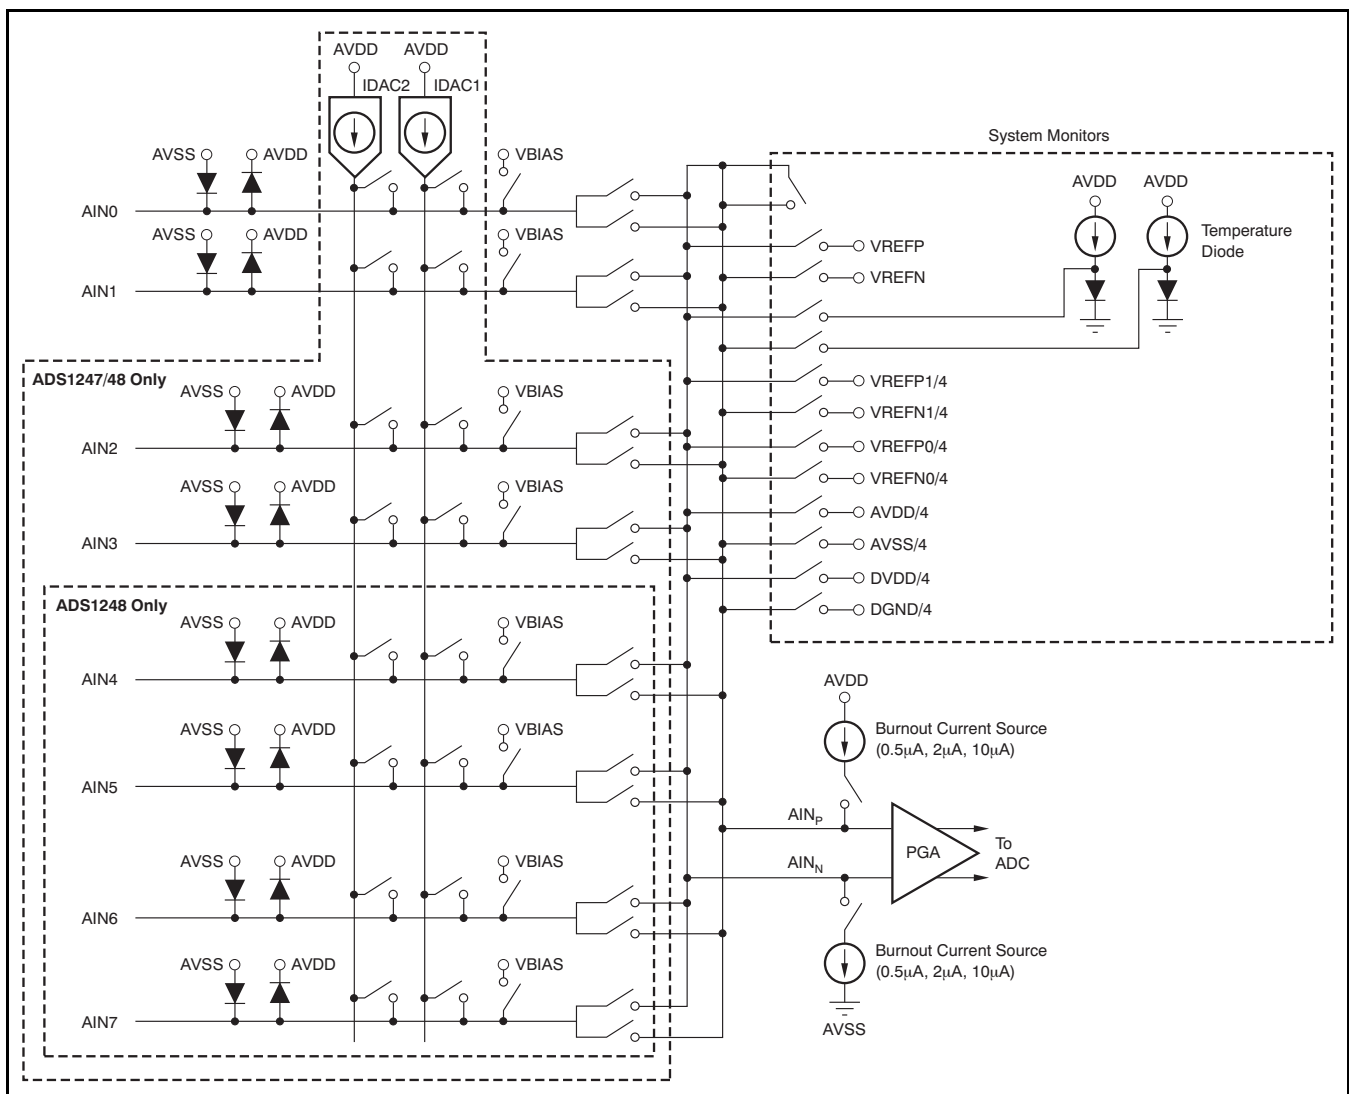 AVDD AVDD
IDAC2 IDAC1
System Monitors
AVSS AVDD VBIAS
AVDD AVDD
AIN0
Temperature
Diode
AVSS AVDD VBIAS
VREFP
VREFN
AIN1
ADS1247/48 Only
AVSS AVDD VBIAS
VREFP1/4
VREFN1/4
AIN2
VREFP0/4
VREFN0/4
AVSS AVDD VBIAS
AVDD/4
AIN3
AVSS/4
DVDD/4
ADS1248 Only
DGND/4
AVSS AVDD VBIAS
AIN4
AVDD
AVSS AVDD VBIAS
Burnout Current Source
(0.5μA, 2μA, 10μA)
AIN5
AINP
PGA
To
ADC
AVSS AVDD VBIAS
AINN
AIN6
Burnout Current Source
(0.5μA, 2μA, 10μA)
AVSS AVDD VBIAS
AIN7
AVSS